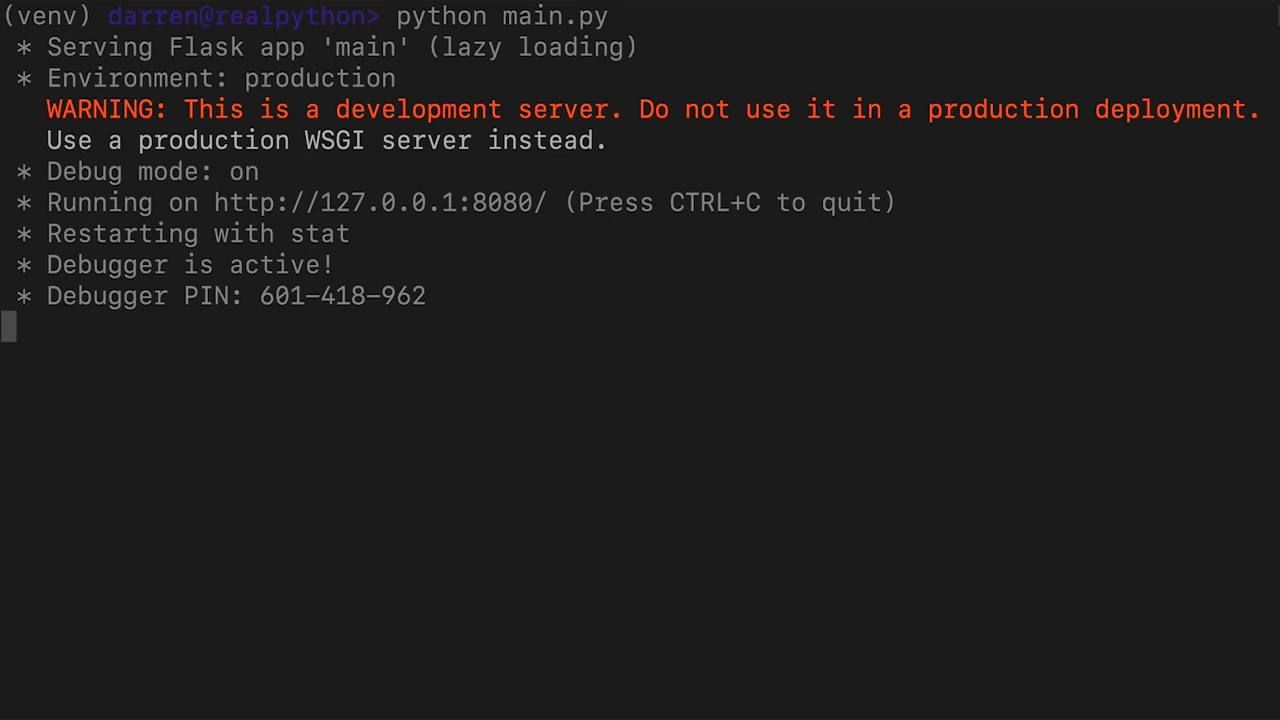 (venv) darren@realpython> python main.py
* Serving Flask app 'main' (lazy loading)
* Environment: production
WARNING: This is a development server. Do not use it in a production deployment.
Use a production WSGI server instead.
* Debug mode: on
* Running on http://127.0.0.1:8080/ (Press CTRL+C to quit)
* Restarting with stat
* Debugger is active!
* Debugger PIN: 601-418-962